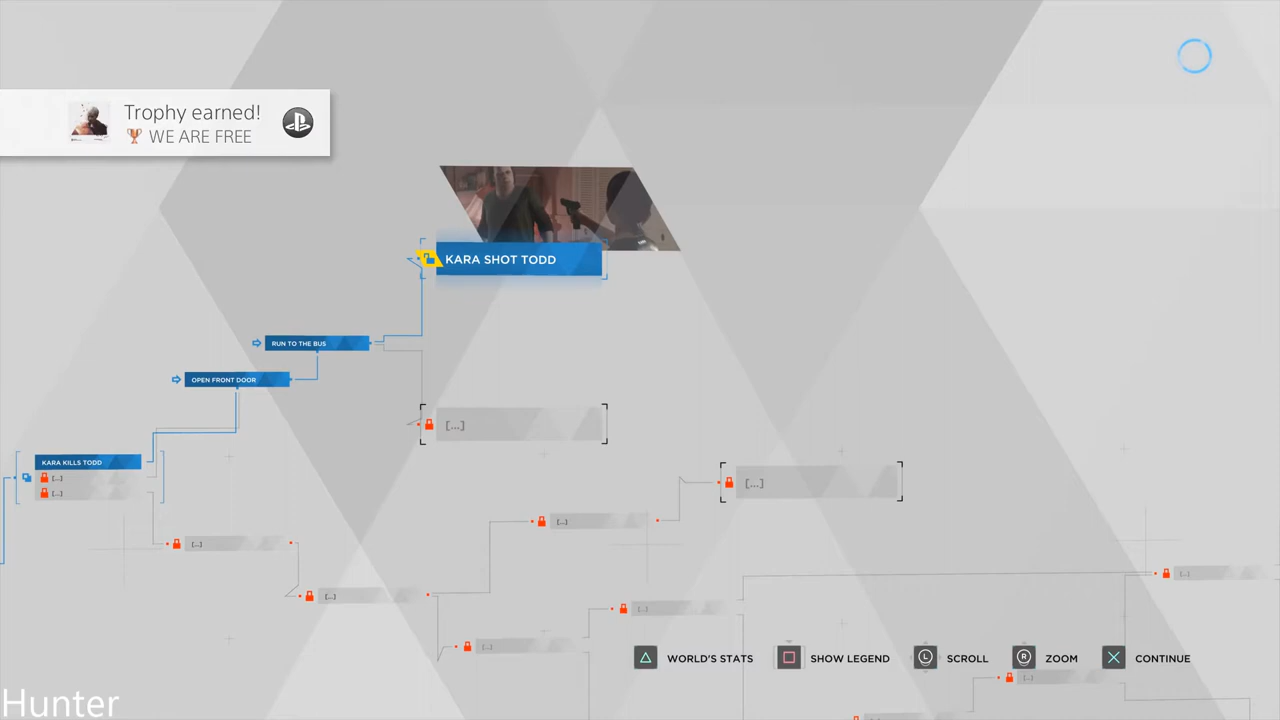 Trophy earned!
WE ARE FREE
KARA SHOT TODD
RUN TO THE BUS
OPEN FRONT DOOR
[...]
KARA KILLS TODD
[...]
[...]
[...]
[...]
[...]
[...]
[...]
[...]
[...]
[...]
WORLD'S STATS
SHOW LEGEND
L
SCROLL
R
ZOOM
CONTINUE
[...]
Hunter